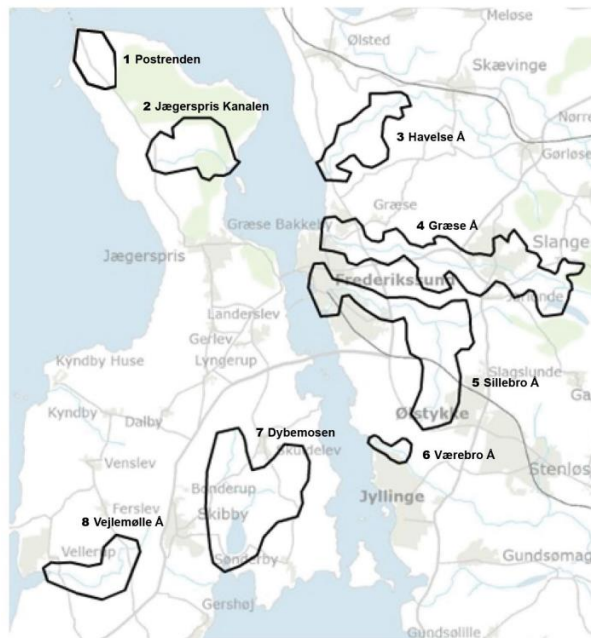 Meløse
Ølsted
Skævinge
1 Postrenden
2 Jægerspris Kanalen
Nørre
3 Havelse Å
Gørløse
Græse
Græse Bakkeby
4 Græse Å
Slange
Jægerspris
Frederikssund
Jørlunde
Landerslev
Gerlev
Lyngerup
Kyndby Huse
Slagslunde
Ga
5 Sillebro Å
Kyndby
Dalby
Ølstykke
7 Dybemosen
Skuldelev
6 Værebro Å
Venslev
Stenløs
Bonderup
Jyllinge
Ferslev
Skibby
8 Vejlemølle Å
Vellerup
Sønderby
Gundsømag
Gershøj
Gundsølille